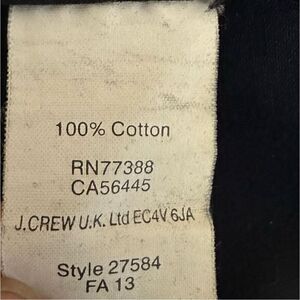 100% Cotton
RN77388
CA56445
J.CREW U.K. Ltd EC4V 6JA
Style 27584
FA 13